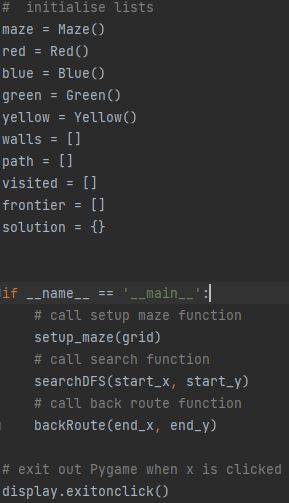 #  initialise lists
maze = Maze()
red = Red()
blue = Blue()
green = Green()
yellow = Yellow()
walls = []
path = []
visited = []
frontier = []
solution = {}
if __name__ == '__main__':
    # call setup maze function
    setup_maze(grid)
    # call search function
    searchDFS(start_x, start_y)
    # call back route function
    backRoute(end_x, end_y)
# exit out Pygame when x is clicked
display.exitonclick()